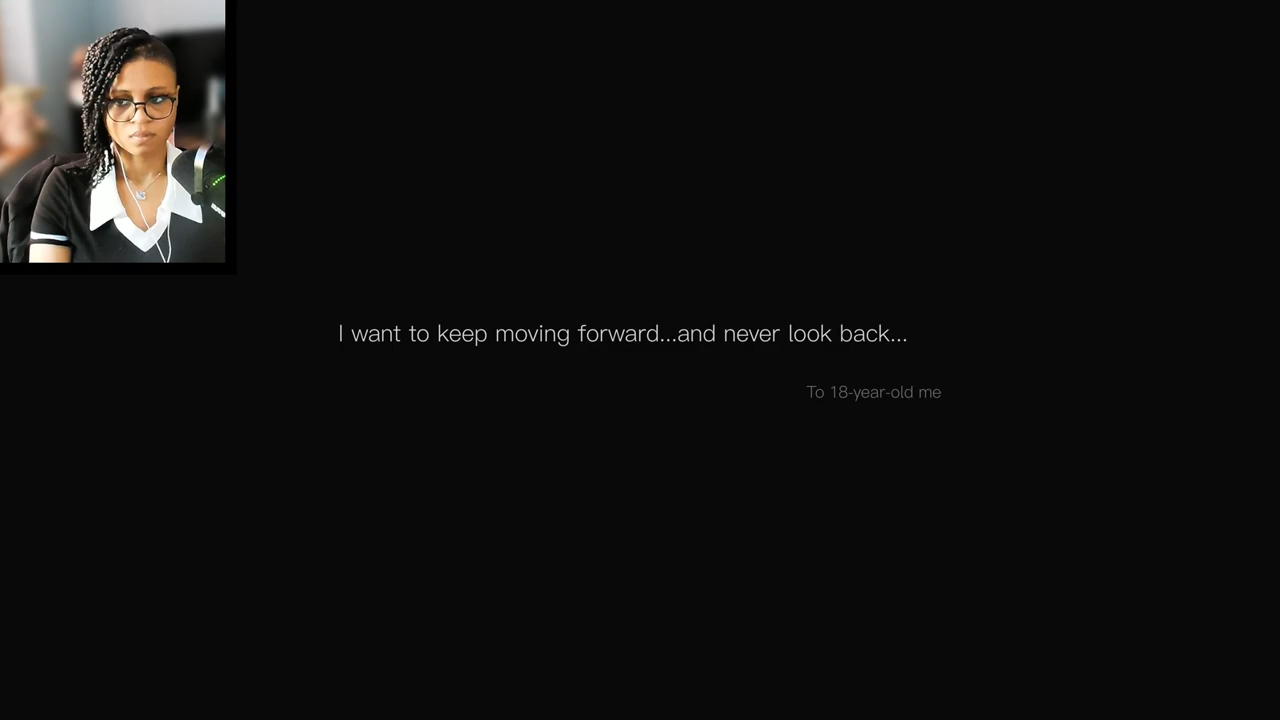 I want to keep moving forward...and never look back...
To 18-year-old me